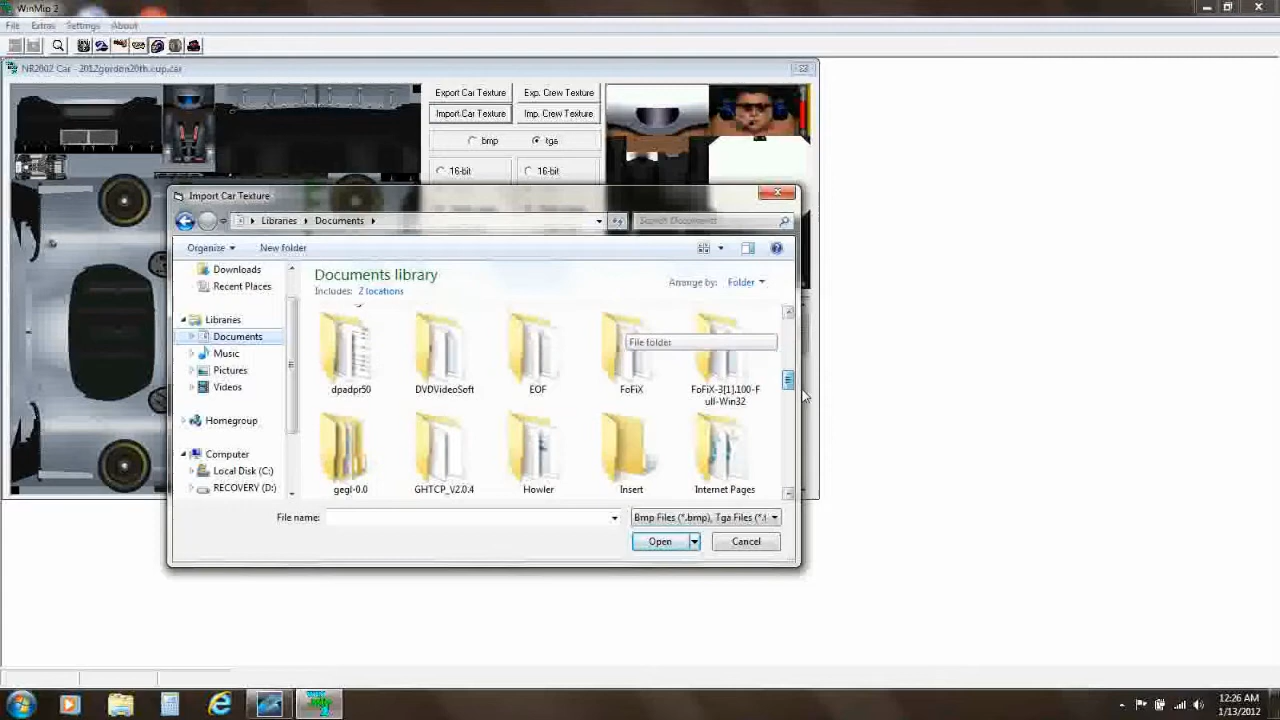 WinMip 2
File Extras Settings About
NR2002 Car - 2012gordon20th.cup.car
Export Car Texture Exp. Crew Texture
Import Car Texture Imp. Crew Texture
bmp tga
16-bit 16-bit
Import Car Texture
Libraries Documents Search Documents
Organize New folder
Downloads
Recent Places
Libraries
Documents
Music
Pictures
Videos
Homegroup
Computer
Local Disk (C:)
RECOVERY (D:)
Documents library
Includes: 2 locations
Arrange by: Folder
File folder
dpadpr50 DVDVideoSoft EOF FoFiX FoFiX-3[1].100-F
ull-Win32
gegl-0.0 GHTCP_V2.0.4 Howler Insert Internet Pages
File name: Bmp Files (*.bmp), Tga Files (*.t
Open Cancel
12:26 AM
1/13/2012